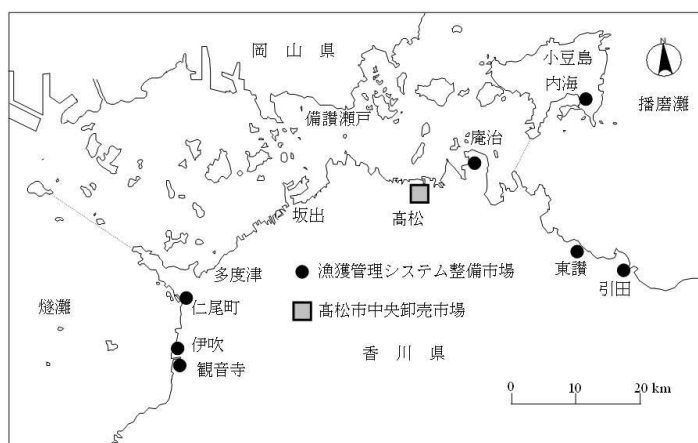 岡 山 県
N
小豆島
内海
播磨灘
備讃瀬戸
庵治
坂出
高松
多度津
漁獲管理システム整備市場
東讃
引田
燧灘
仁尾町
高松市中央卸売市場
伊吹
観音寺
香 川 県
0 10 20 km